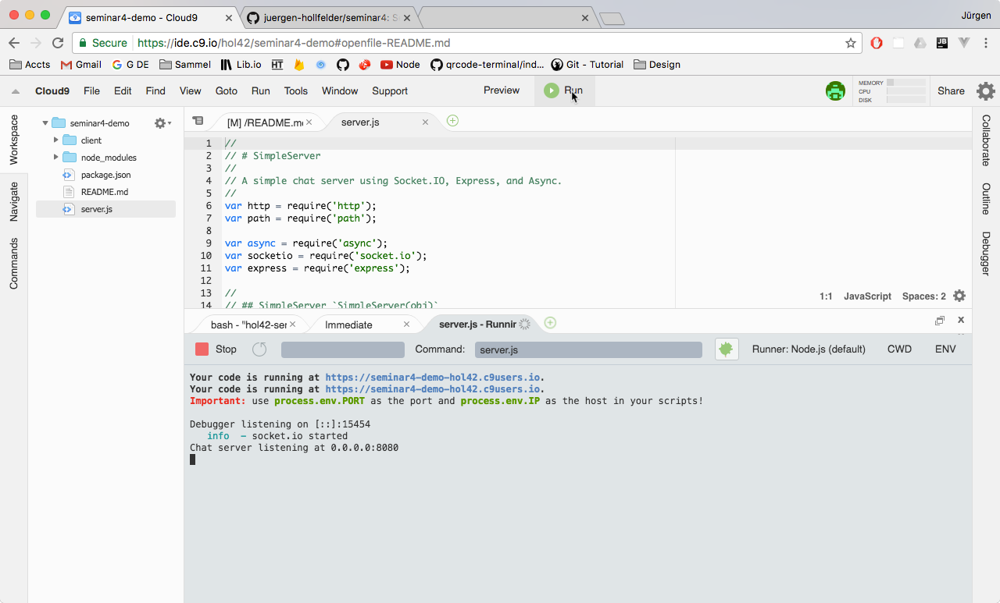 seminar4-demo - Cloud9
juergen-hollfelder/seminar4: S
Jürgen
Secure
https://ide.c9.io/hol42/seminar4-demo#openfile-README.md
JB
Accts
Gmail
G DE
Sammel
Lib.io
HT
Node
qrcode-terminal/ind...
Git - Tutorial
Design
Cloud9
File
Edit
Find
View
Goto
Run
Tools
Window
Support
Preview
Run
MEMORY
CPU
DISK
Share
Workspace
Navigate
Commands
seminar4-demo
client
node_modules
package.json
README.md
server.js
[M] /README.m
server.js
1 //
2 // # SimpleServer
3 //
4 // A simple chat server using Socket.IO, Express, and Async.
5 //
6 var http = require('http');
7 var path = require('path');
8
9 var async = require('async');
10 var socketio = require('socket.io');
11 var express = require('express');
12
13 //
14 // ## SimpleServer `SimpleServer(obj)`
1:1 JavaScript Spaces: 2
Collaborate
Outline
Debugger
bash - "hol42-ser
Immediate
server.js - Runnir
Stop
Command:
server.js
Runner: Node.js (default)
CWD
ENV
Your code is running at https://seminar4-demo-hol42.c9users.io.
Your code is running at https://seminar4-demo-hol42.c9users.io.
Important: use process.env.PORT as the port and process.env.IP as the host in your scripts!
Debugger listening on [::]:15454
info - socket.io started
Chat server listening at 0.0.0.0:8080